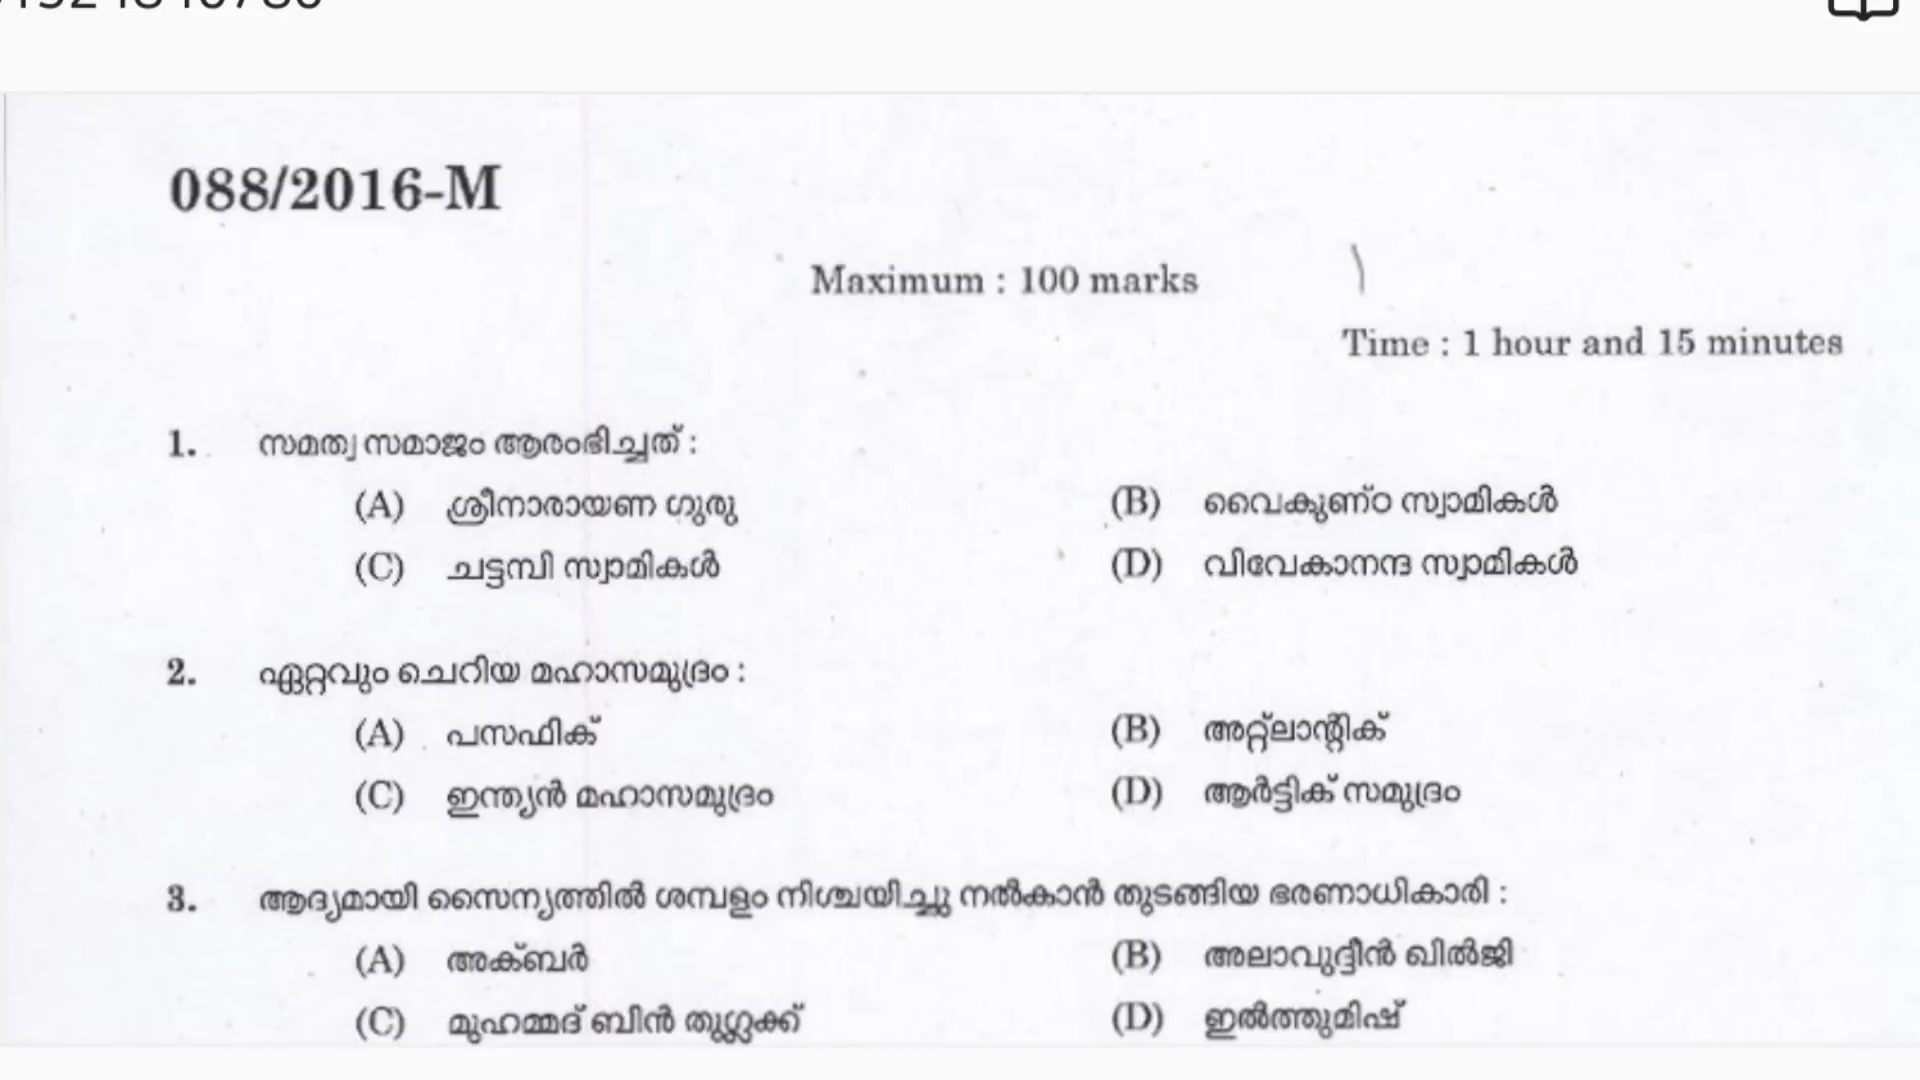 088/2016-M
Maximum : 100 marks
Time : 1 hour and 15 minutes
1. സമത്വ സമാജം ആരംഭിച്ചത് :
(A) ശ്രീനാരായണ ഗുരു (B) വൈകുണ്ഠ സ്വാമികൾ
(C) ചട്ടമ്പി സ്വാമികൾ (D) വിവേകാനന്ദ സ്വാമികൾ
2. ഏറ്റവും ചെറിയ മഹാസമുദ്രം :
(A) പസഫിക് (B) അറ്റ്ലാന്റിക്
(C) ഇന്ത്യൻ മഹാസമുദ്രം (D) ആർട്ടിക് സമുദ്രം
3. ആദ്യമായി സൈന്യത്തിൽ ശമ്പളം നിശ്ചയിച്ചു നൽകാൻ തുടങ്ങിയ ഭരണാധികാരി :
(A) അക്ബർ (B) അലാവുദ്ദീൻ ഖിൽജി
(C) മുഹമ്മദ് ബിൻ തുഗ്ലക്ക് (D) ഇൽത്തുമിഷ്